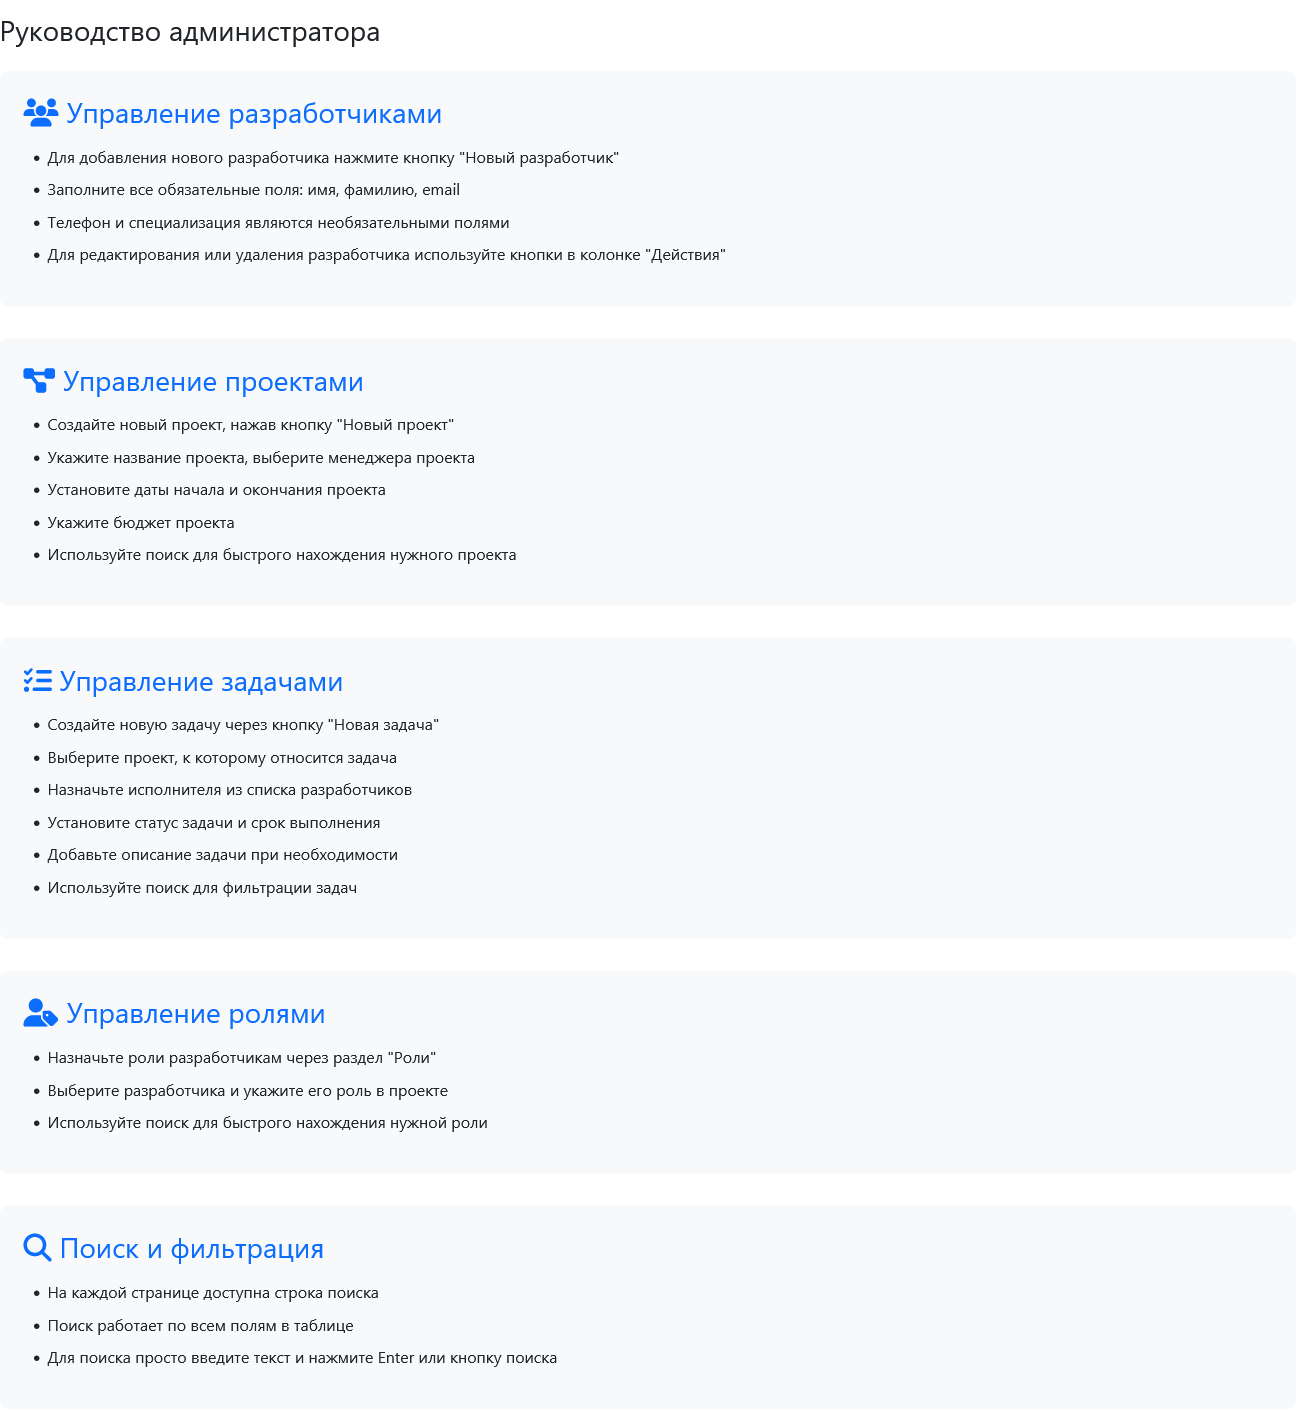 Руководство администратора
Управление разработчиками
• Для добавления нового разработчика нажмите кнопку "Новый разработчик"
• Заполните все обязательные поля: имя, фамилию, email
• Телефон и специализация являются необязательными полями
• Для редактирования или удаления разработчика используйте кнопки в колонке "Действия"
Управление проектами
• Создайте новый проект, нажав кнопку "Новый проект"
• Укажите название проекта, выберите менеджера проекта
• Установите даты начала и окончания проекта
• Укажите бюджет проекта
• Используйте поиск для быстрого нахождения нужного проекта
Управление задачами
• Создайте новую задачу через кнопку "Новая задача"
• Выберите проект, к которому относится задача
• Назначьте исполнителя из списка разработчиков
• Установите статус задачи и срок выполнения
• Добавьте описание задачи при необходимости
• Используйте поиск для фильтрации задач
Управление ролями
• Назначьте роли разработчикам через раздел "Роли"
• Выберите разработчика и укажите его роль в проекте
• Используйте поиск для быстрого нахождения нужной роли
Поиск и фильтрация
• На каждой странице доступна строка поиска
• Поиск работает по всем полям в таблице
• Для поиска просто введите текст и нажмите Enter или кнопку поиска